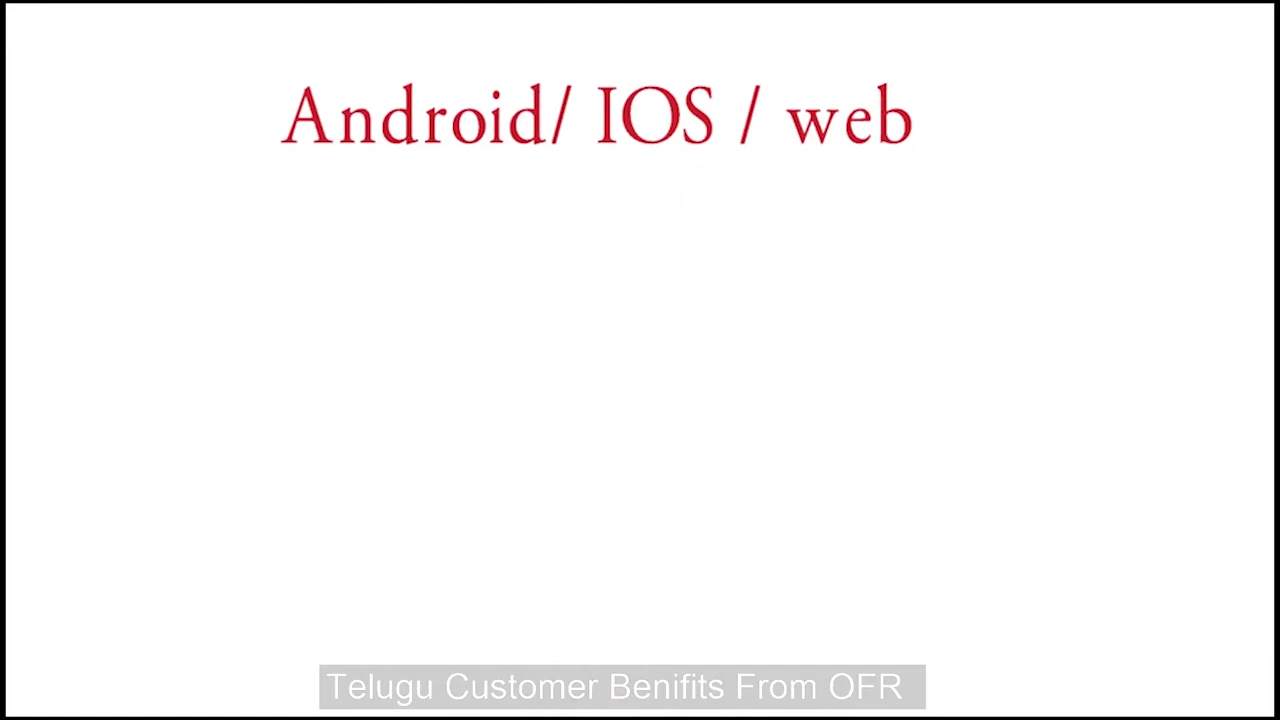 Android/ IOS / web
Telugu Customer Benifits From OFR